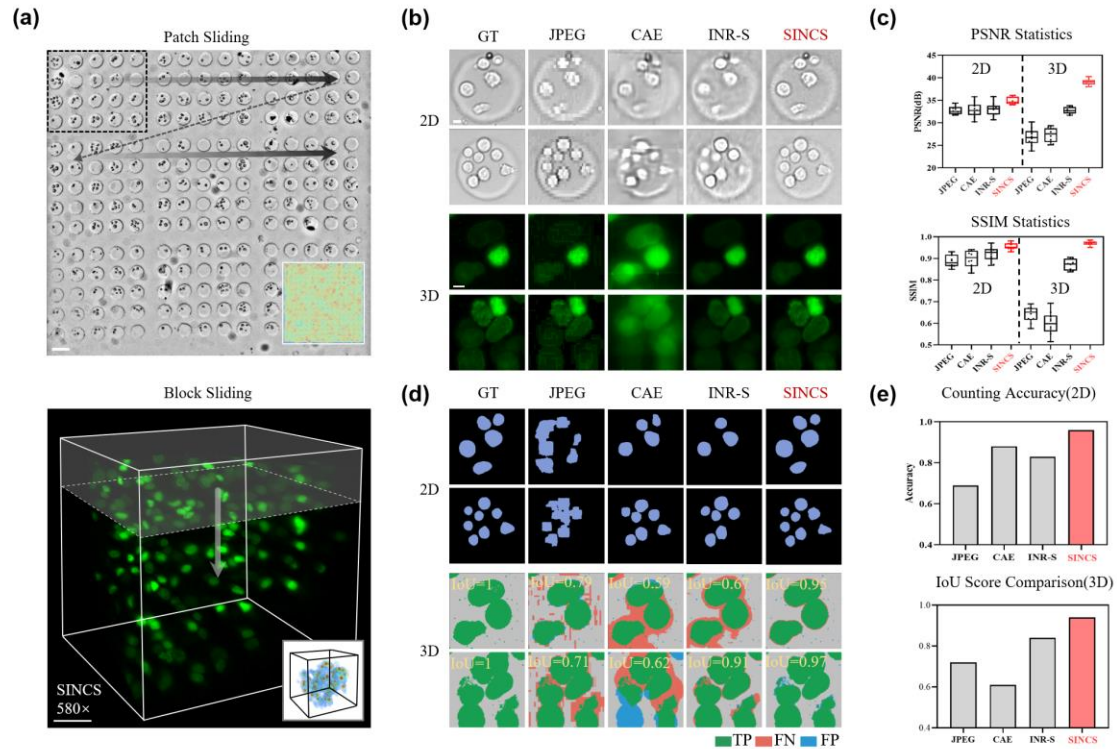 (a)
Patch Sliding
Block Sliding
SINCS
580×
(b)
GT JPEG CAE INR-S SINCS
2D
3D
(c)
PSNR Statistics
2D 3D
PSNR(dB)
40
35
30
25
20
JPEG CAE INR-S SINCS JPEG CAE INR-S SINCS
SSIM Statistics
2D 3D
SSIM
1.0
0.9
0.8
0.7
0.6
0.5
JPEG CAE INR-S SINCS JPEG CAE INR-S SINCS
(d)
GT JPEG CAE INR-S SINCS
2D
3D
IoU=1 IoU=0.79 IoU=0.59 IoU=0.67 IoU=0.96
IoU=1 IoU=0.71 IoU=0.62 IoU=0.91 IoU=0.97
TP FN FP
(e)
Counting Accuracy(2D)
Accuracy
1.0
0.8
0.6
0.4
JPEG CAE INR-S SINCS
IoU Score Comparison(3D)
1.0
0.8
0.6
0.4
JPEG CAE INR-S SINCS